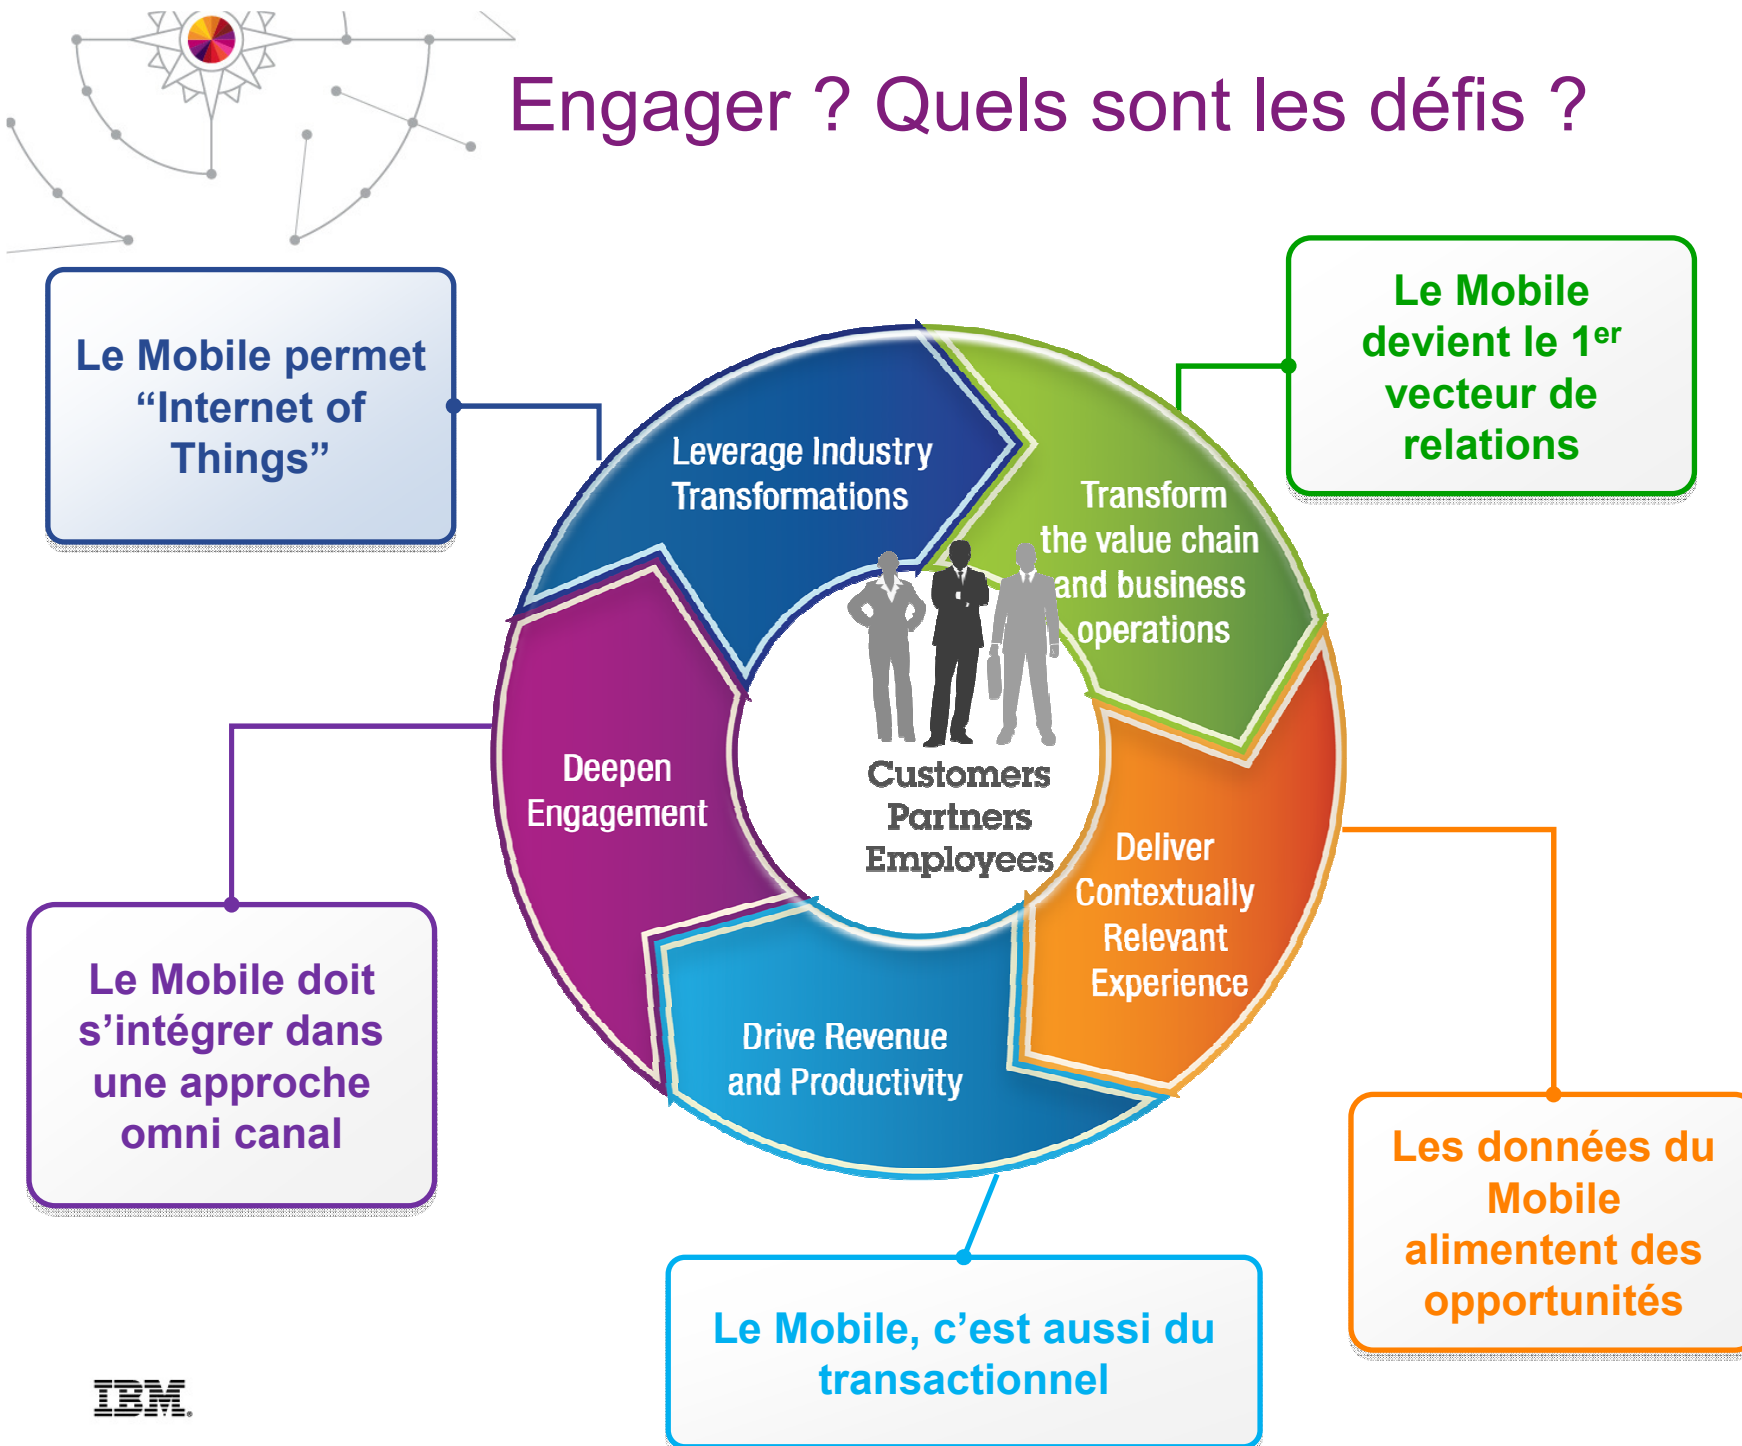 Engager ? Quels sont les défis ?
Le Mobile permet
“Internet of
Things”
Le Mobile
devient le 1er
vecteur de
relations
Leverage Industry
Transformations
Transform
the value chain
and business
operations
Deepen
Engagement
Customers
Partners
Employees
Deliver
Contextually
Relevant
Experience
Drive Revenue
and Productivity
Le Mobile doit
s’intégrer dans
une approche
omni canal
Les données du
Mobile
alimentent des
opportunités
Le Mobile, c’est aussi du
transactionnel
IBM.